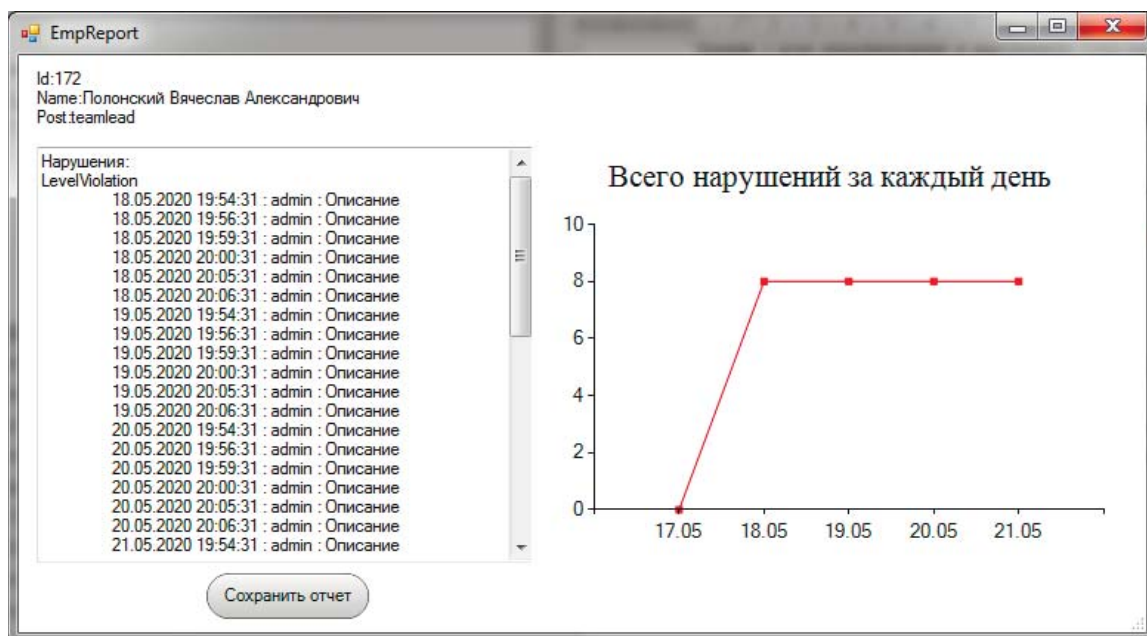 EmpReport
Id:172
Name:Полонский Вячеслав Александрович
Post:teamlead
Нарушения:
LevelViolation
18.05.2020 19:54:31 : admin : Описание
18.05.2020 19:56:31 : admin : Описание
18.05.2020 19:59:31 : admin : Описание
18.05.2020 20:00:31 : admin : Описание
18.05.2020 20:05:31 : admin : Описание
18.05.2020 20:06:31 : admin : Описание
19.05.2020 19:54:31 : admin : Описание
19.05.2020 19:56:31 : admin : Описание
19.05.2020 19:59:31 : admin : Описание
19.05.2020 20:00:31 : admin : Описание
19.05.2020 20:05:31 : admin : Описание
19.05.2020 20:06:31 : admin : Описание
20.05.2020 19:54:31 : admin : Описание
20.05.2020 19:56:31 : admin : Описание
20.05.2020 19:59:31 : admin : Описание
20.05.2020 20:00:31 : admin : Описание
20.05.2020 20:05:31 : admin : Описание
20.05.2020 20:06:31 : admin : Описание
21.05.2020 19:54:31 : admin : Описание
Сохранить отчет
Всего нарушений за каждый день
10
8
6
4
2
0
17.05 18.05 19.05 20.05 21.05